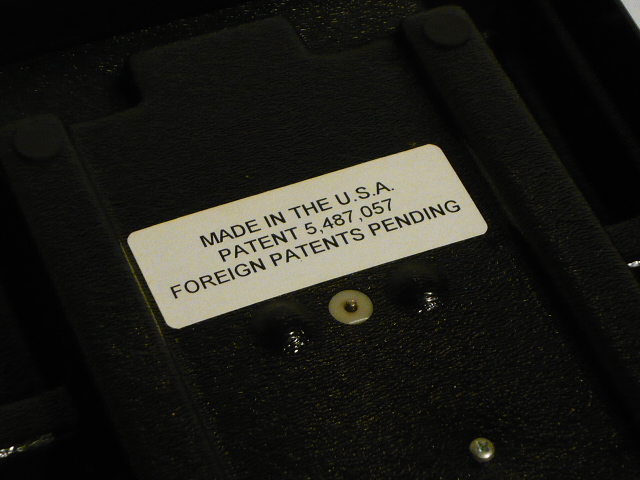 MADE IN THE U.S.A.
PATENT 5,487,057
FOREIGN PATENTS PENDING